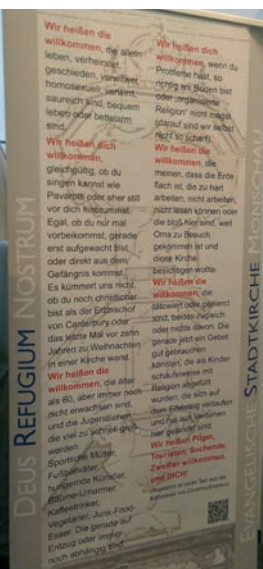 Wir heißen die
willkommen, die allein
leben, verheiratet,
geschieden, verwitwet,
homosexuell, verwirrt,
saureich sind, bequem
leben oder bettelarm
sind.
Wir heißen dich
willkommen,
gleichgültig, ob du
singen kannst wie
Pavarotti oder eher still
vor dich hinbrummst.
Egal, ob du nur mal
vorbeikommst, gerade
erst aufgewacht bist
oder direkt aus dem
Gefängnis kommst.
Es kümmert uns nicht,
ob du noch christlicher
bist als der Erzbischof
von Canterbury oder
das letzte Mal vor zehn
Jahren zu Weihnachten
in einer Kirche warst.
Wir heißen die
willkommen, die älter
als 60, aber immer noch
nicht erwachsen sind,
und die Jugendlichen,
die viel zu schnell groß
werden.
Sportliche Mütter,
Fußballväter,
hungernde Künstler,
Bäume-Umarmer,
Kaffeetrinker,
Vegetarier, Junk-Food-
Esser. Die gerade auf
Entzug oder immer
noch abhängig sind.
Wir heißen dich
willkommen, wenn du
Probleme hast, so
richtig am Boden bist
oder „organisierte
Religion“ nicht magst
(darauf sind wir selbst
nicht so scharf).
Wir heißen die
willkommen, die
meinen, dass die Erde
flach ist, die zu hart
arbeiten, nicht arbeiten,
nicht lesen können oder
die bloß hier sind, weil
Oma zu Besuch
gekommen ist und
diese Kirche
besichtigen wollte.
Wir heißen die
willkommen, die
tätowiert oder gepierct
sind, beides zugleich
oder nichts davon. Die
gerade jetzt ein Gebet
gut gebrauchen
können, die als Kinder
Religion abgefüllt
wurden, die sich auf
dem verlaufen
und nur aus Versehen
hier gelandet sind.
Wir heißen Pilger,
Touristen, Suchende,
Zweifler willkommen,
und DICH!
DEUS REFUGIUM NOSTRUM
EVANGELISCHE STADTKIRCHE